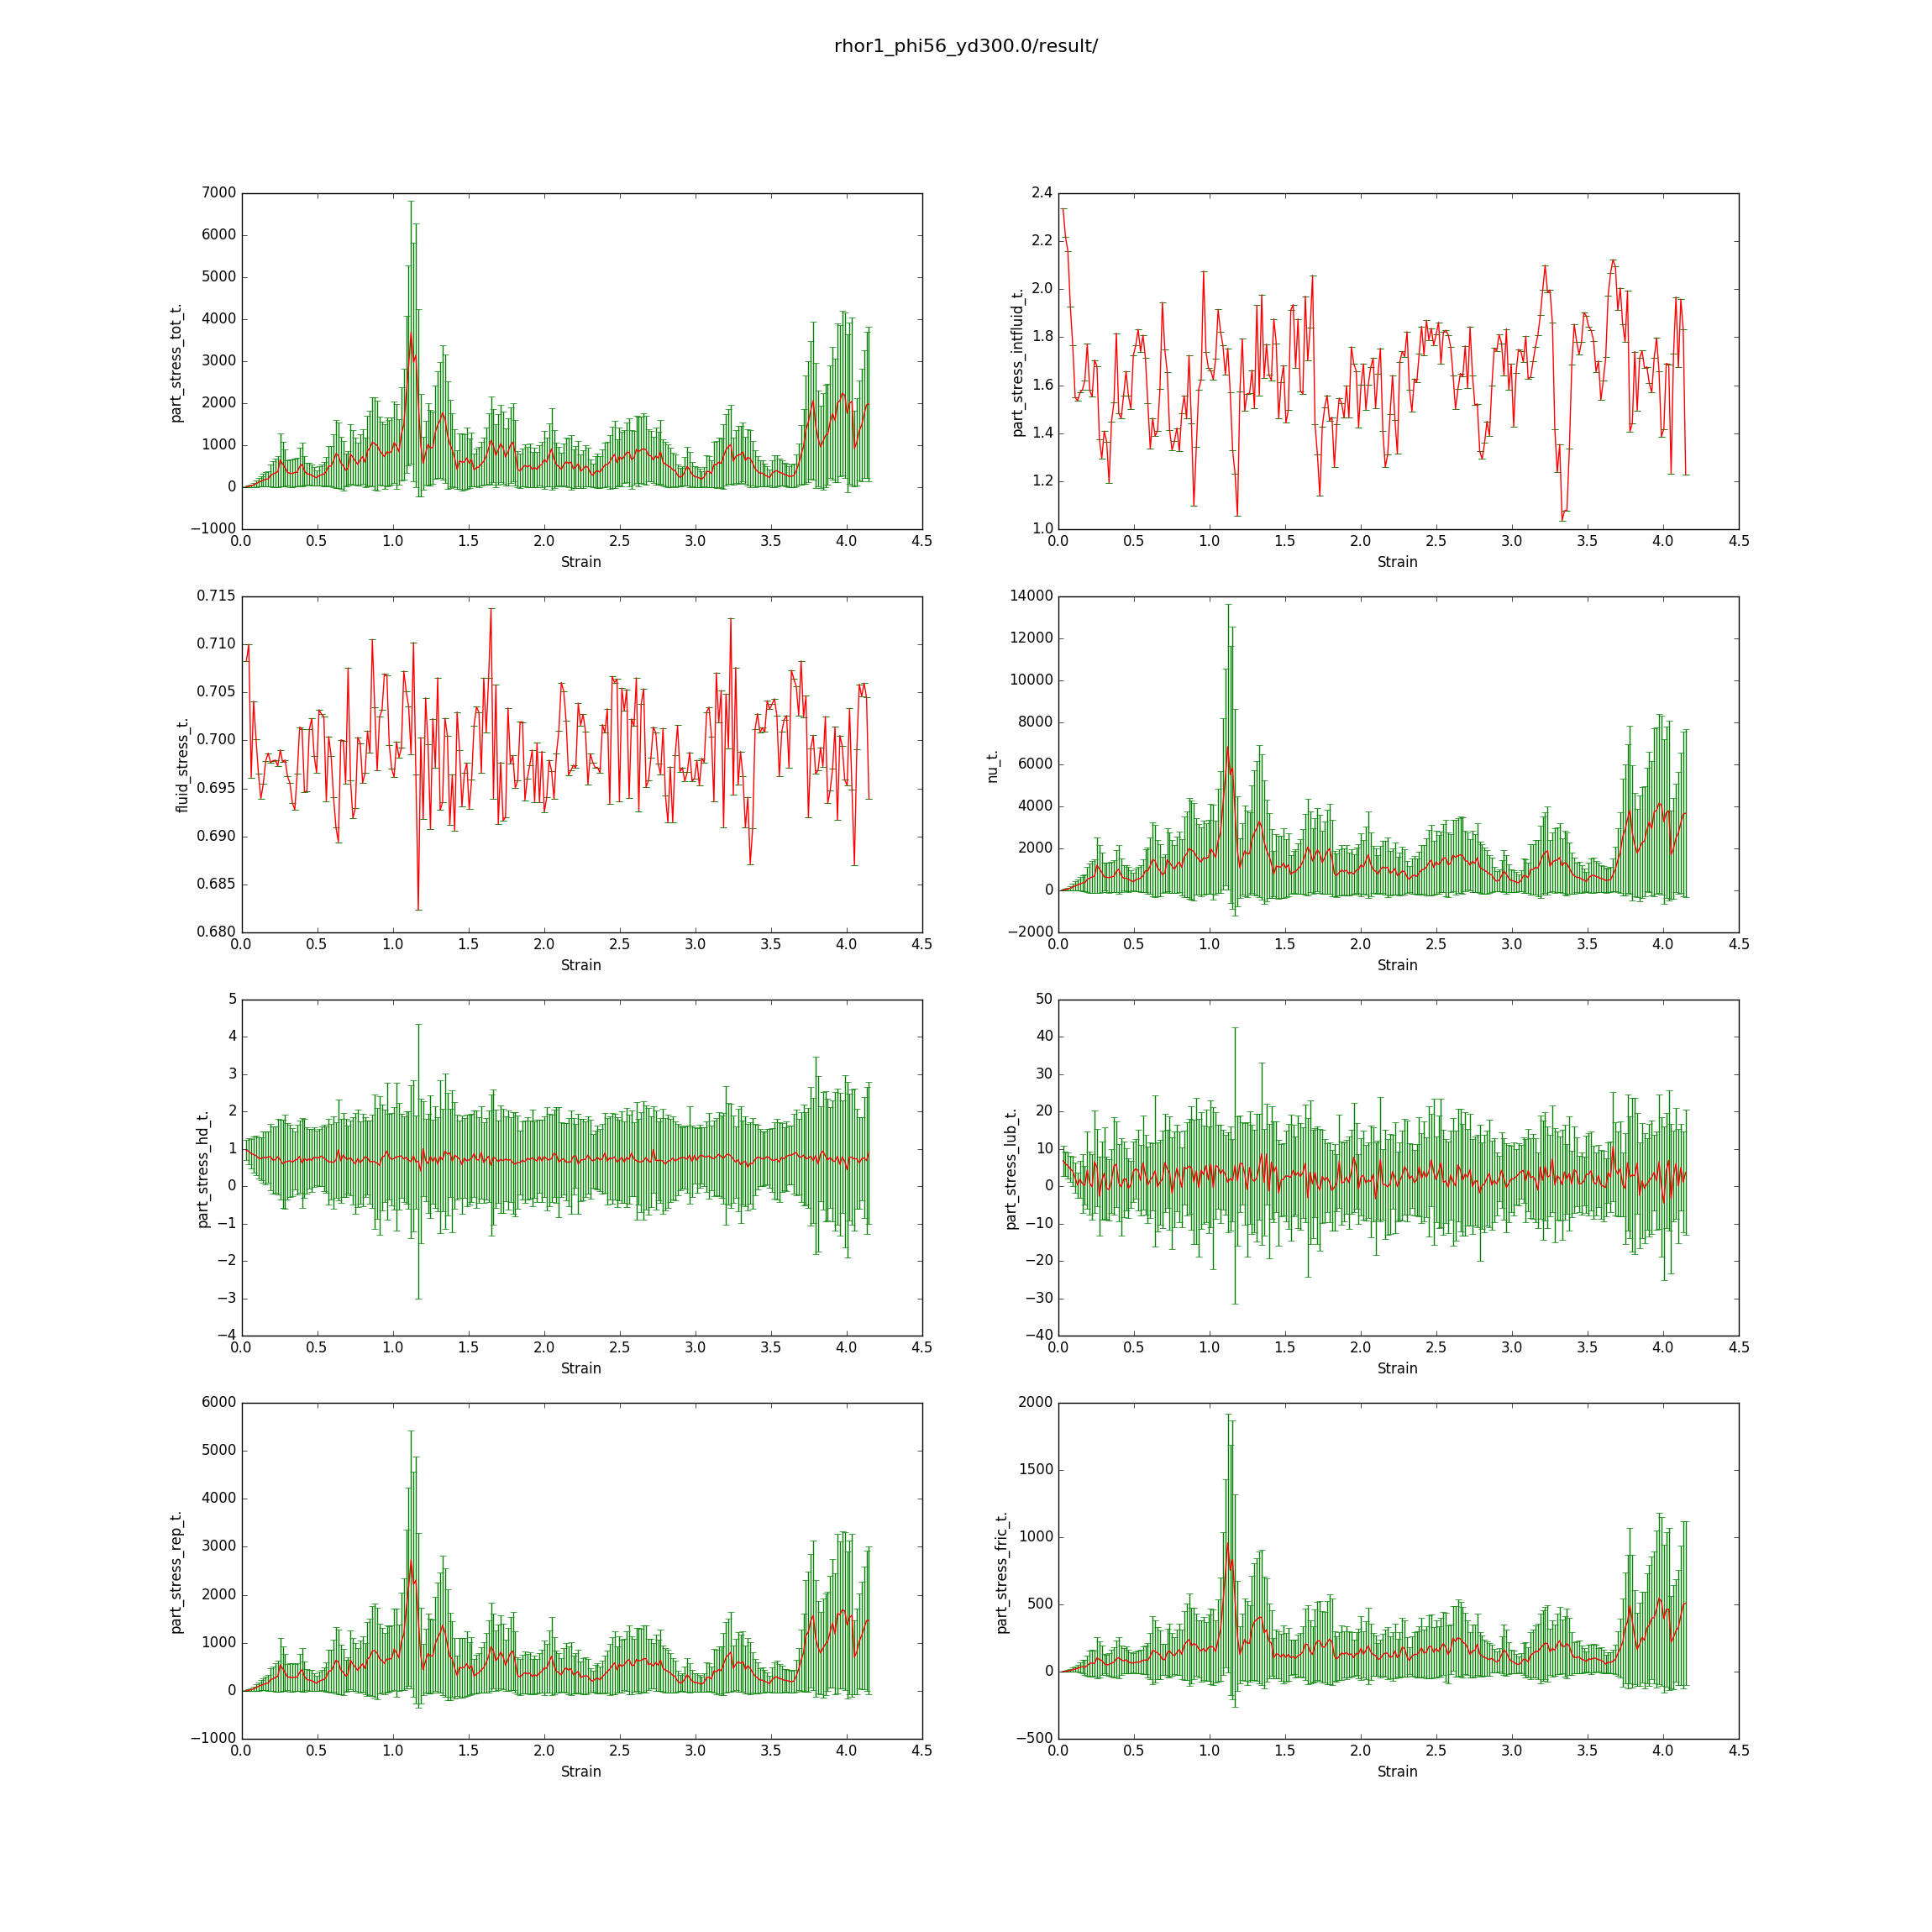 rhor1_phi56_yd300.0/result/
7000
6000
5000
4000
3000
2000
1000
0
−1000
part_stress_tot_t.
0.0 0.5 1.0 1.5 2.0 2.5 3.0 3.5 4.0 4.5
Strain
2.4
2.2
2.0
1.8
1.6
1.4
1.2
1.0
part_stress_intfluid_t.
0.0 0.5 1.0 1.5 2.0 2.5 3.0 3.5 4.0 4.5
Strain
0.715
0.710
0.705
0.700
0.695
0.690
0.685
0.680
fluid_stress_t.
0.0 0.5 1.0 1.5 2.0 2.5 3.0 3.5 4.0 4.5
Strain
14000
12000
10000
8000
6000
4000
2000
0
−2000
nu_t.
0.0 0.5 1.0 1.5 2.0 2.5 3.0 3.5 4.0 4.5
Strain
5
4
3
2
1
0
−1
−2
−3
−4
part_stress_hd_t.
0.0 0.5 1.0 1.5 2.0 2.5 3.0 3.5 4.0 4.5
Strain
50
40
30
20
10
0
−10
−20
−30
−40
part_stress_lub_t.
0.0 0.5 1.0 1.5 2.0 2.5 3.0 3.5 4.0 4.5
Strain
6000
5000
4000
3000
2000
1000
0
−1000
part_stress_rep_t.
0.0 0.5 1.0 1.5 2.0 2.5 3.0 3.5 4.0 4.5
Strain
2000
1500
1000
500
0
−500
part_stress_fric_t.
0.0 0.5 1.0 1.5 2.0 2.5 3.0 3.5 4.0 4.5
Strain